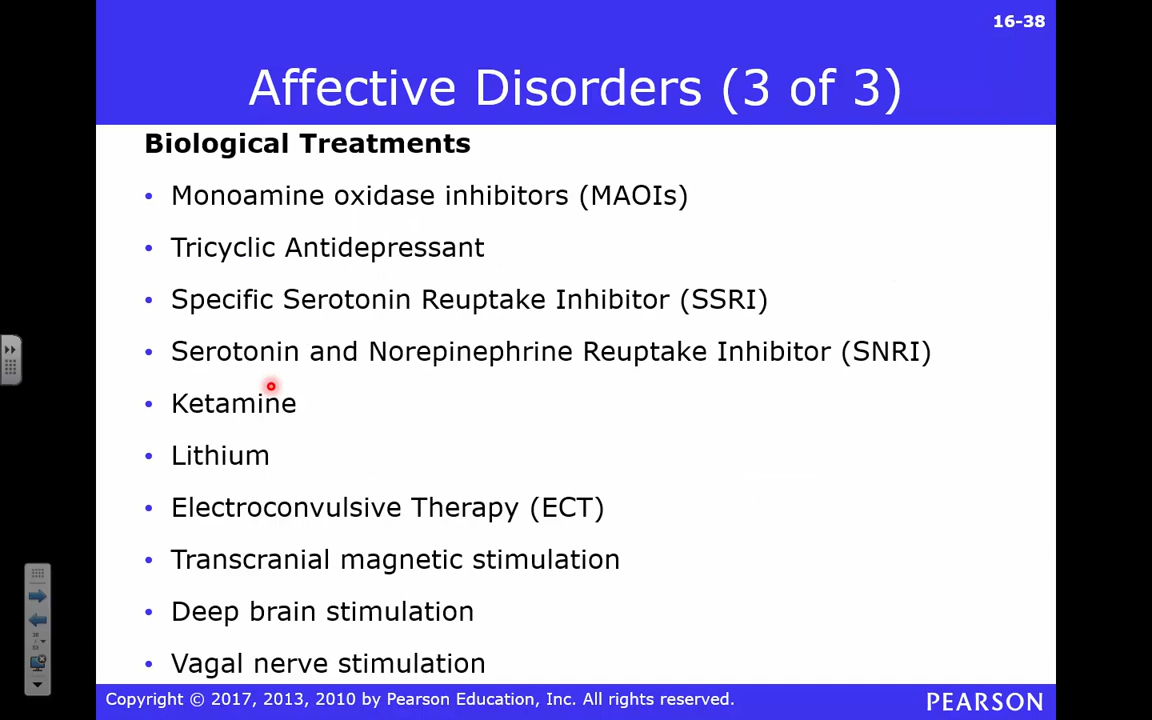 16-38
Affective Disorders (3 of 3)
Biological Treatments
• Monoamine oxidase inhibitors (MAOIs)
• Tricyclic Antidepressant
• Specific Serotonin Reuptake Inhibitor (SSRI)
• Serotonin and Norepinephrine Reuptake Inhibitor (SNRI)
• Ketamine
• Lithium
• Electroconvulsive Therapy (ECT)
• Transcranial magnetic stimulation
• Deep brain stimulation
• Vagal nerve stimulation
Copyright © 2017, 2013, 2010 by Pearson Education, Inc. All rights reserved.
PEARSON